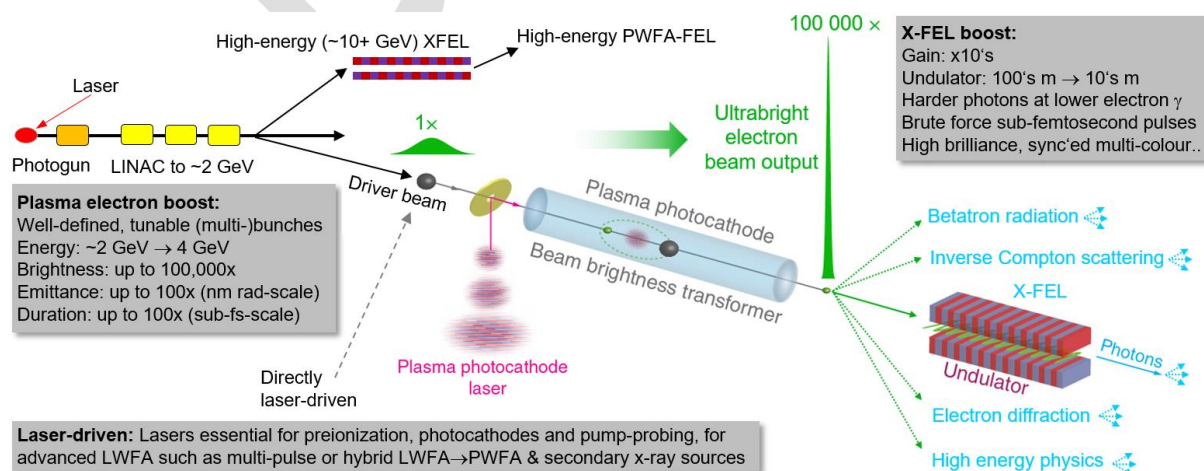 High-energy (~10+ GeV) XFEL
High-energy PWFA-FEL
Laser
Photogun
LINAC to ~2 GeV
Plasma electron boost:
Well-defined, tunable (multi-)bunches
Energy: ~2 GeV → 4 GeV
Brightness: up to 100,000x
Emittance: up to 100x (nm rad-scale)
Duration: up to 100x (sub-fs-scale)
1×
Driver beam
Directly
laser-driven
Plasma photocathode
laser
Plasma photocathode
Beam brightness transformer
Ultrabright
electron
beam output
100 000 ×
X-FEL boost:
Gain: x10‘s
Undulator: 100‘s m → 10‘s m
Harder photons at lower electron γ
Brute force sub-femtosecond pulses
High brilliance, sync‘ed multi-colour..
Betatron radiation
Inverse Compton scattering
X-FEL
Undulator
Photons
Electron diffraction
High energy physics
Laser-driven: Lasers essential for preionization, photocathodes and pump-probing, for
advanced LWFA such as multi-pulse or hybrid LWFA→PWFA & secondary x-ray sources